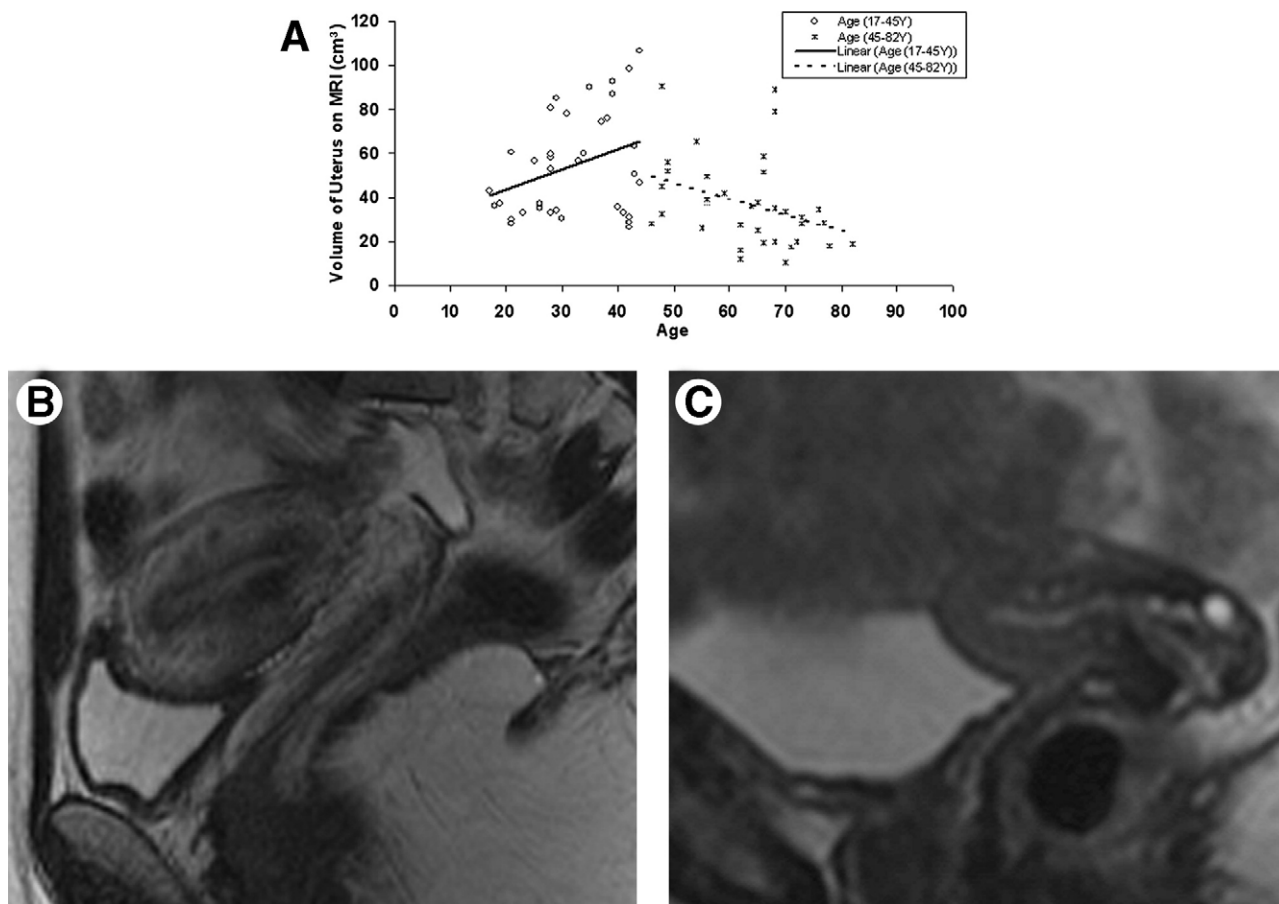 A
Volume of Uterus on MRI (cm³)
120
100
80
60
40
20
0
0 10 20 30 40 50 60 70 80 90 100
Age
Age (17-45Y)
Age (45-82Y)
Linear (Age (17-45Y))
Linear (Age (45-82Y))
B
C